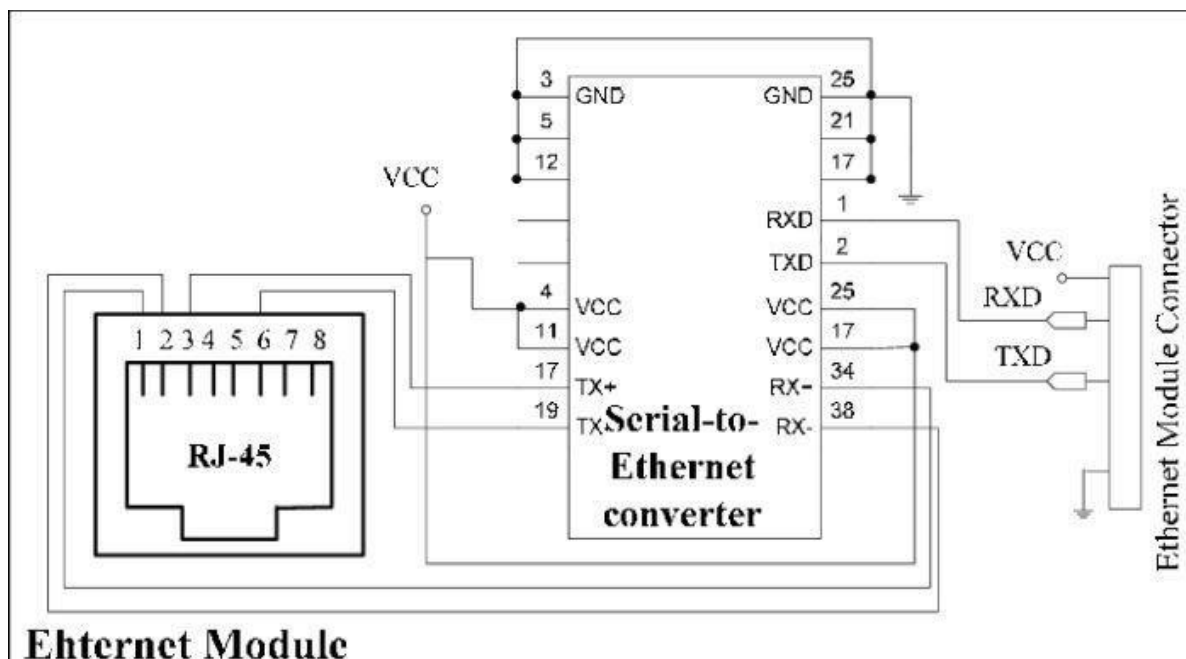 3 GND GND 25
5 21
12 17
VCC
RXD 1
TXD 2
VCC
RXD
TXD
4 VCC VCC 25
11 VCC VCC 17
17 TX+ RX- 34
19 TX RX- 38
1 2 3 4 5 6 7 8
RJ-45
Serial-to-
Ethernet
converter
Ethernet Module Connector
Ehternet Module